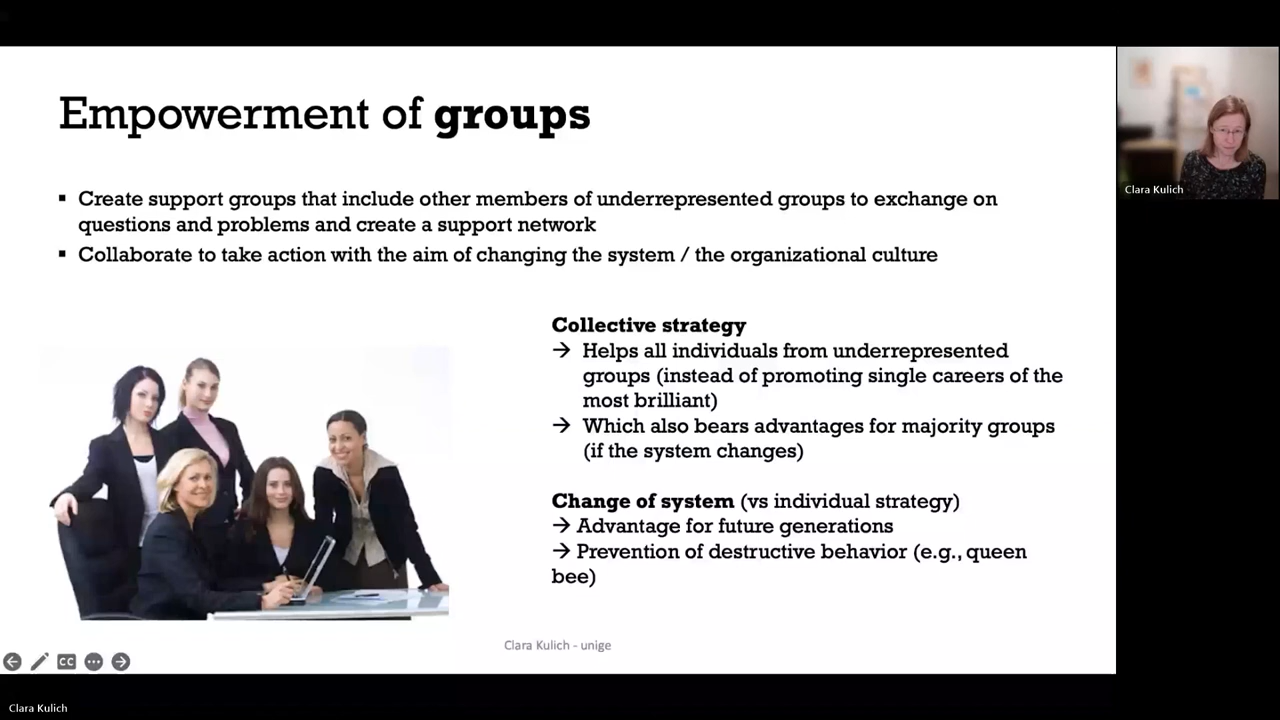 Empowerment of groups
▪ Create support groups that include other members of underrepresented groups to exchange on
questions and problems and create a support network
▪ Collaborate to take action with the aim of changing the system / the organizational culture
Collective strategy
→ Helps all individuals from underrepresented
groups (instead of promoting single careers of the
most brilliant)
→ Which also bears advantages for majority groups
(if the system changes)
Change of system (vs individual strategy)
→ Advantage for future generations
→ Prevention of destructive behavior (e.g., queen
bee)
Clara Kulich - unige
CC
Clara Kulich
Clara Kulich